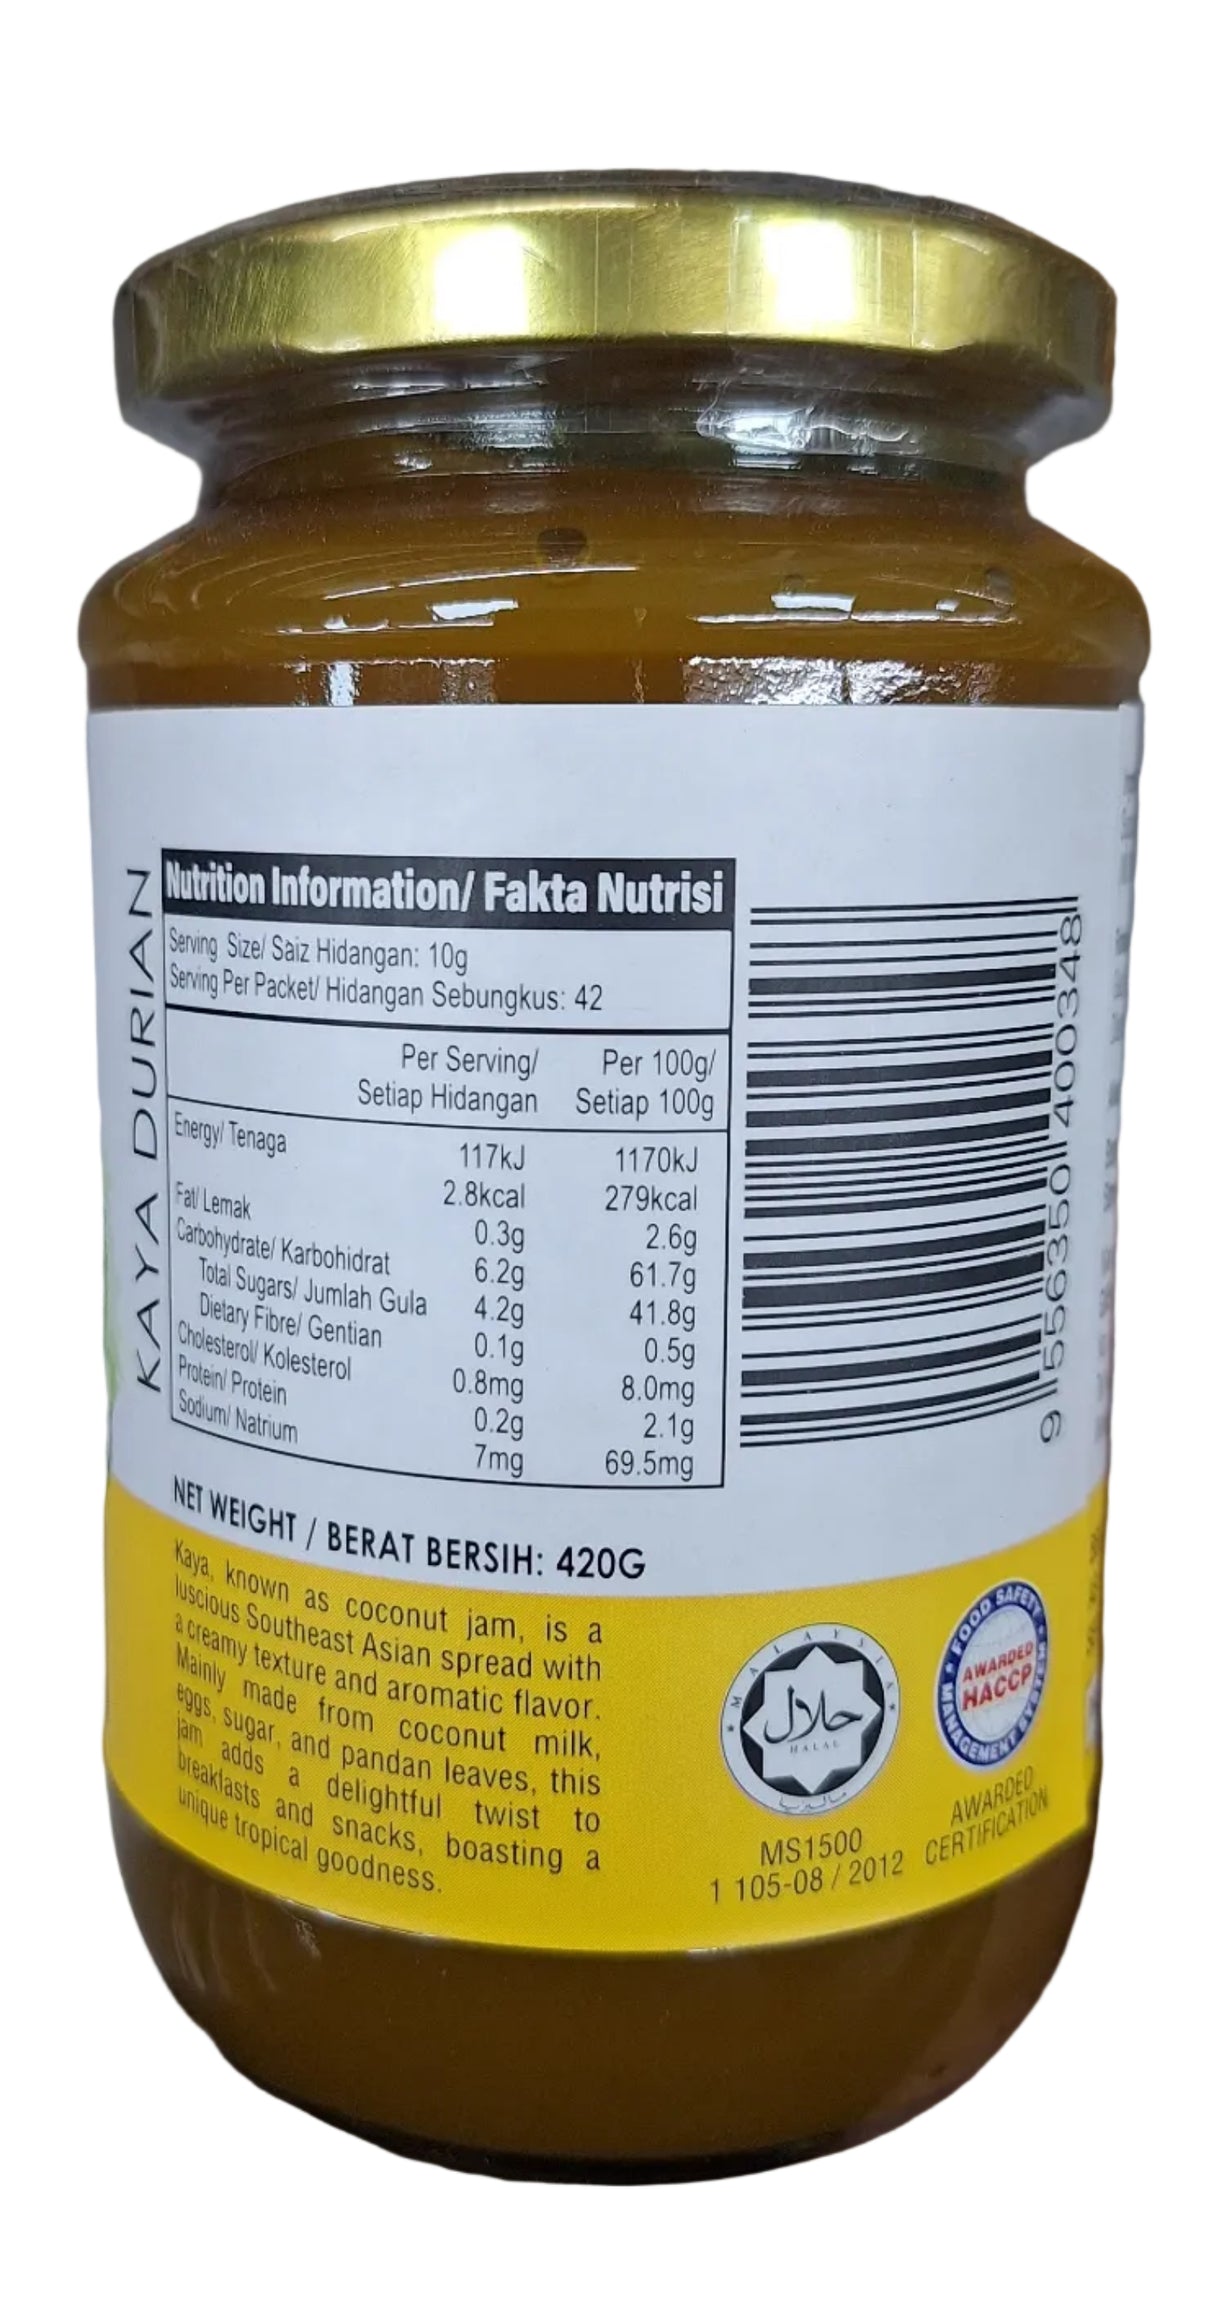 KAYA DURIAN
Nutrition Information/ Fakta Nutrisi
Serving Size/ Saiz Hidangan: 10g
Serving Per Packet/ Hidangan Sebungkus: 42
Per Serving/ Per 100g/
Setiap Hidangan Setiap 100g
Energy/ Tenaga 117kJ 1170kJ
2.8kcal 279kcal
Fat/ Lemak 0.3g 2.6g
Carbohydrate/ Karbohidrat 6.2g 61.7g
Total Sugars/ Jumlah Gula 4.2g 41.8g
Dietary Fibre/ Gentian 0.1g 0.5g
Cholesterol/ Kolesterol 0.8mg 8.0mg
Protein/ Protein 0.2g 2.1g
Sodium/ Natrium 7mg 69.5mg
9 556350 400348
NET WEIGHT / BERAT BERSIH: 420G
Kaya, known as coconut jam, is a
luscious Southeast Asian spread with
a creamy texture and aromatic flavor.
Mainly made from coconut milk,
eggs, sugar, and pandan leaves, this
jam adds a delightful twist to
breakfasts and snacks, boasting a
unique tropical goodness.
MALAYSIA
حلال
HALAL
ماليزيا
MS1500
1 105-08 / 2012
FOOD SAFETY
AWARDED
HACCP
MANAGEMENT SYSTEM
AWARDED
CERTIFICATION